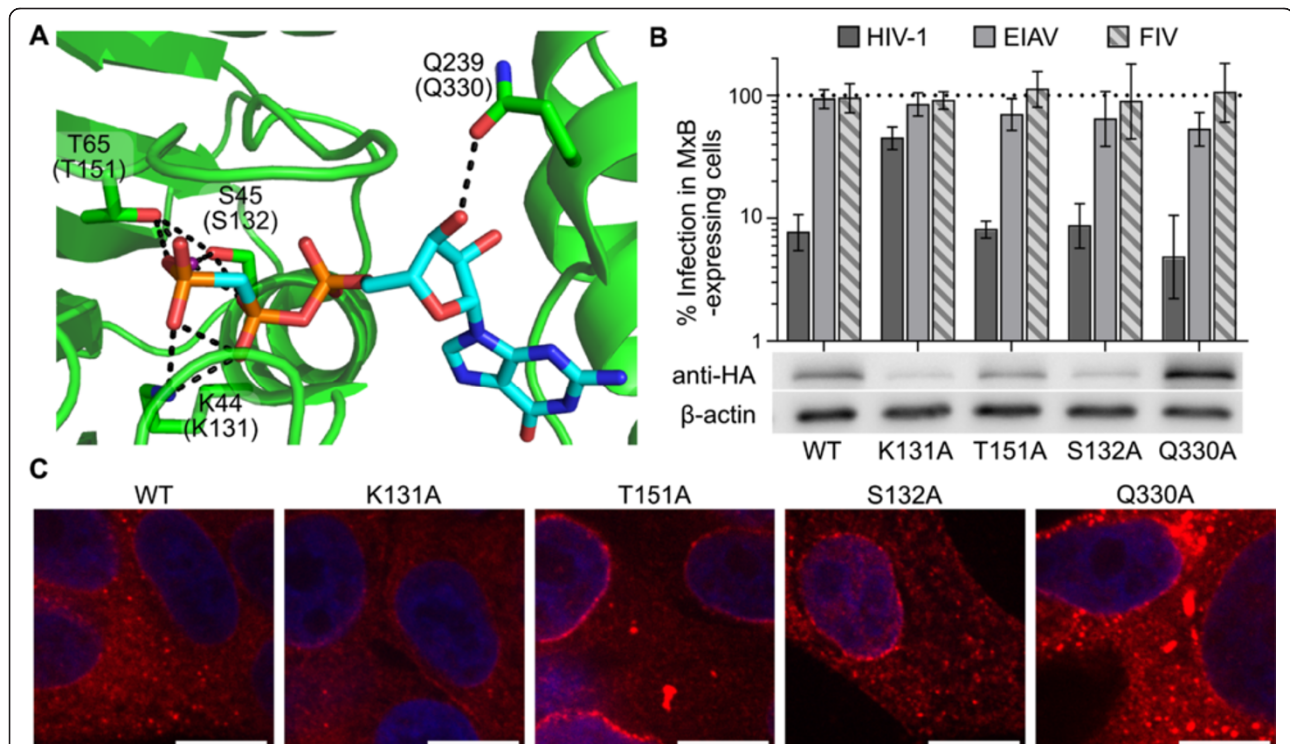 A
Q239
(Q330)
T65
(T151)
S45
(S132)
K44
(K131)
B
HIV-1 EIAV FIV
% Infection in MxB
-expressing cells
100
10
1
anti-HA
β-actin
WT K131A T151A S132A Q330A
C
WT K131A T151A S132A Q330A